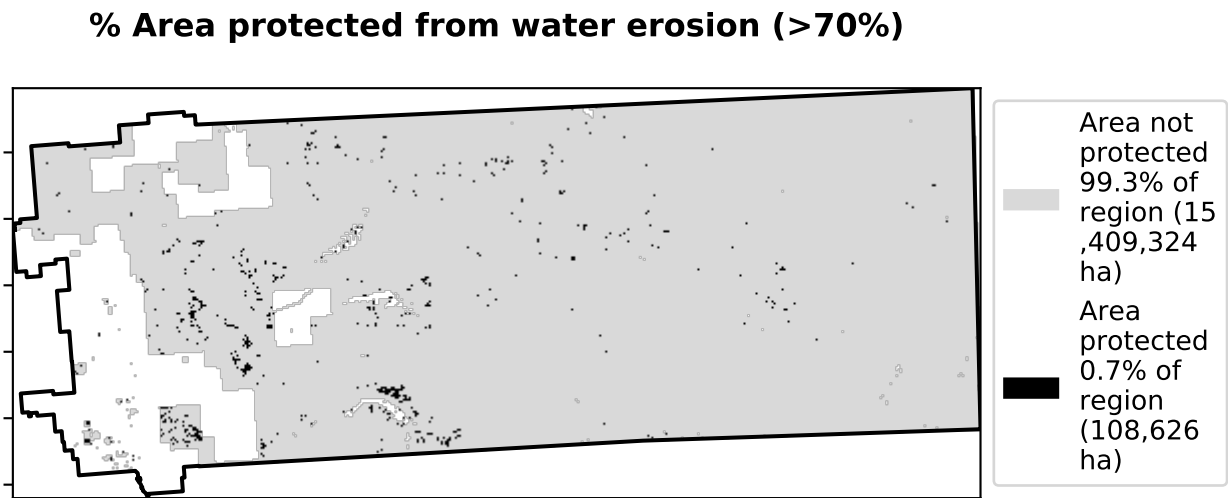 % Area protected from water erosion (>70%)
Area not
protected
99.3% of
region (15
,409,324
ha)
Area
protected
0.7% of
region
(108,626
ha)